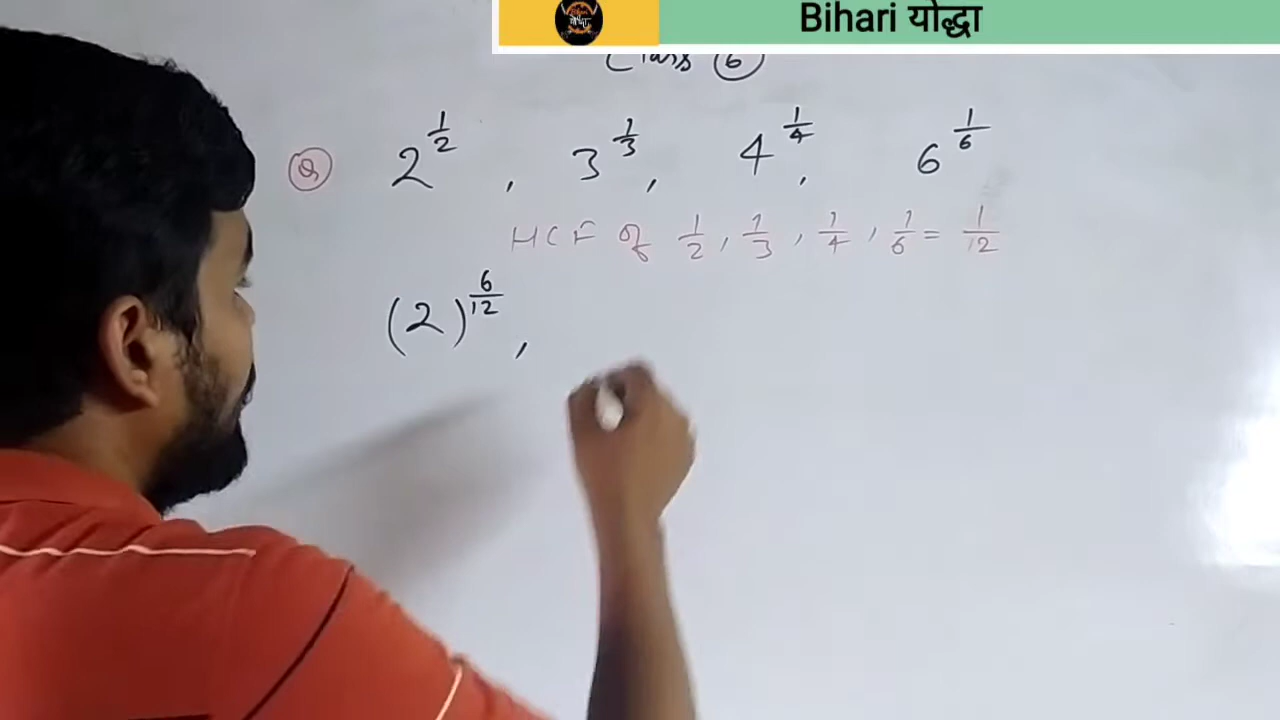 Bihari योद्धा
Class 6
Q 2^{1/2}, 3^{1/3}, 4^{1/4}, 6^{1/6}
HCF of 1/2, 1/3, 1/4, 1/6 = 1/12
(2)^{6/12},